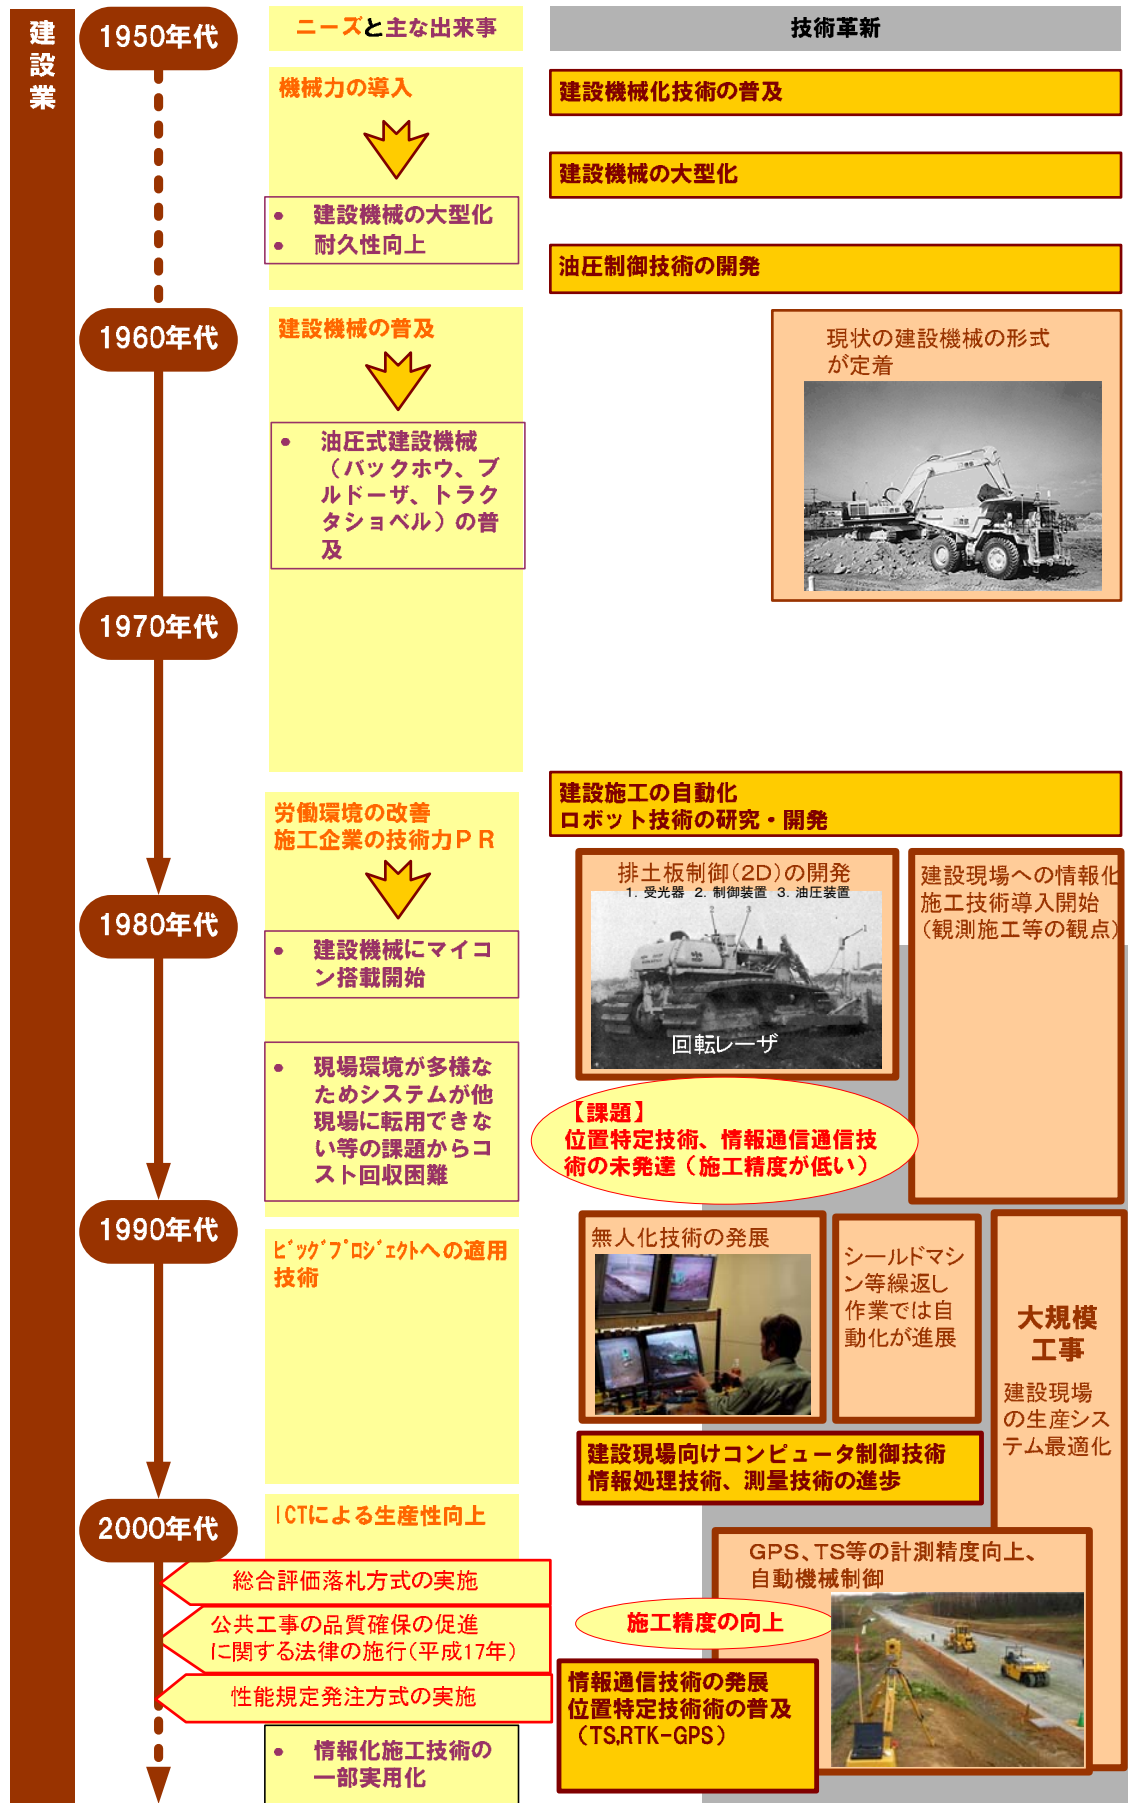 建設業
1950年代
ニーズと主な出来事
技術革新
機械力の導入
建設機械化技術の普及
建設機械の大型化
• 建設機械の大型化
• 耐久性向上
油圧制御技術の開発
1960年代
建設機械の普及
現状の建設機械の形式
が定着
• 油圧式建設機械
（バックホウ、ブ
ルドーザ、トラク
タショベル）の普
及
1970年代
建設施工の自動化
ロボット技術の研究・開発
労働環境の改善
施工企業の技術力ＰＲ
排土板制御(2D)の開発
1. 受光器 2. 制御装置 3. 油圧装置
回転レーザ
建設現場への情報化
施工技術導入開始
(観測施工等の観点)
1980年代
• 建設機械にマイコ
ン搭載開始
• 現場環境が多様な
ためシステムが他
現場に転用できな
い等の課題からコ
スト回収困難
【課題】
位置特定技術、情報通信通信技
術の未発達（施工精度が低い）
1990年代
ﾋﾞｯｸﾞﾌﾟﾛｼﾞｪｸﾄへの適用
技術
無人化技術の発展
シールドマシ
ン等繰返し
作業では自
動化が進展
大規模
工事
建設現場
の生産シス
テム最適化
建設現場向けコンピュータ制御技術
情報処理技術、測量技術の進歩
2000年代
ICTによる生産性向上
総合評価落札方式の実施
公共工事の品質確保の促進
に関する法律の施行(平成17年)
性能規定発注方式の実施
• 情報化施工技術の
一部実用化
GPS、TS等の計測精度向上、
自動機械制御
施工精度の向上
情報通信技術の発展
位置特定技術術の普及
（TS,RTK-GPS）